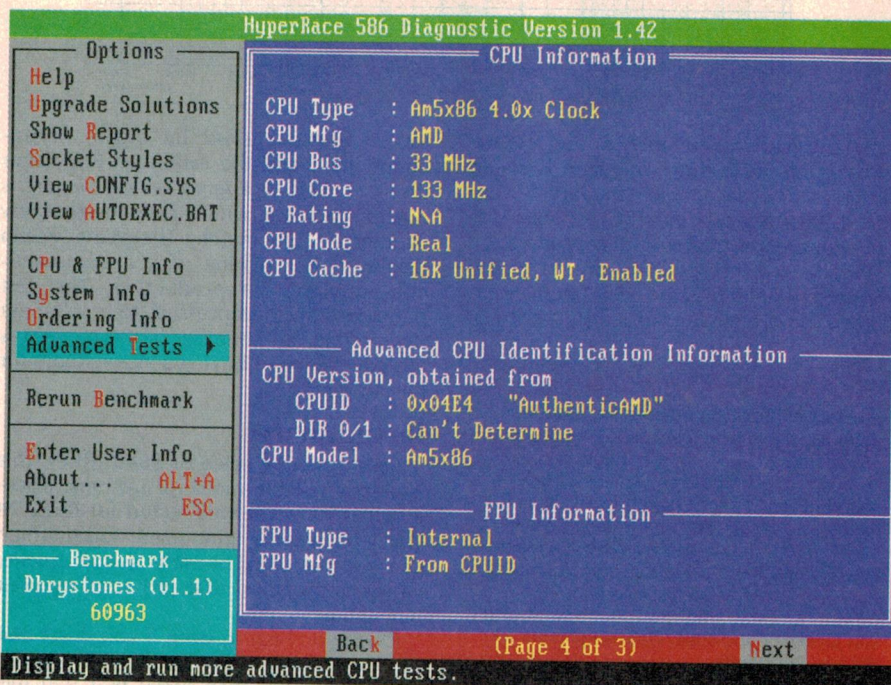 HyperRace 586 Diagnostic Version 1.42
Options
Help
Upgrade Solutions
Show Report
Socket Styles
View CONFIG.SYS
View AUTOEXEC.BAT
CPU & FPU Info
System Info
Ordering Info
Advanced Tests
Rerun Benchmark
Enter User Info
About... ALT+A
Exit ESC
Benchmark
Dhrystones (v1.1)
60963
CPU Information
CPU Type : Am5x86 4.0x Clock
CPU Mfg : AMD
CPU Bus : 33 MHz
CPU Core : 133 MHz
P Rating : N\A
CPU Mode : Real
CPU Cache : 16K Unified, WT, Enabled
Advanced CPU Identification Information
CPU Version, obtained from
CPUID : 0x04E4 "AuthenticAMD"
DIR 0/1 : Can't Determine
CPU Model : Am5x86
FPU Information
FPU Type : Internal
FPU Mfg : From CPUID
Back (Page 4 of 3) Next
Display and run more advanced CPU tests.